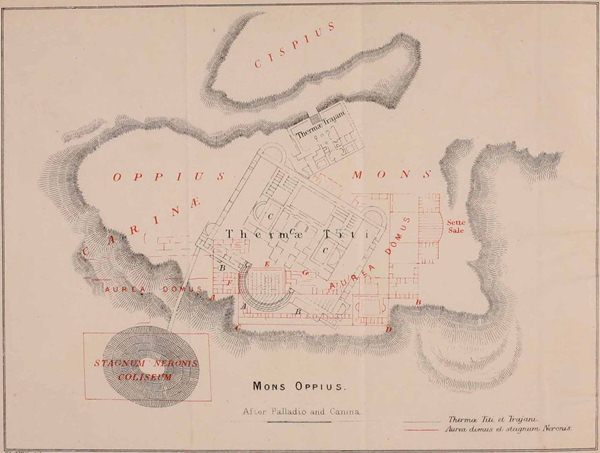 CISPIUS
Thermæ Trajani
OPPIUS MONS
CARINÆ
C
Thermæ Titi
C
C
Sette
Sale
AUREA DOMUS
B
E
G
F
AUREA DOMUS
A
A
B
B
C
D
STAGNUM NERONIS
COLISEUM
MONS OPPIUS.
After Palladio and Canina.
Thermæ Titi et Trajani.
Aurea domus et stagnum Neronis.